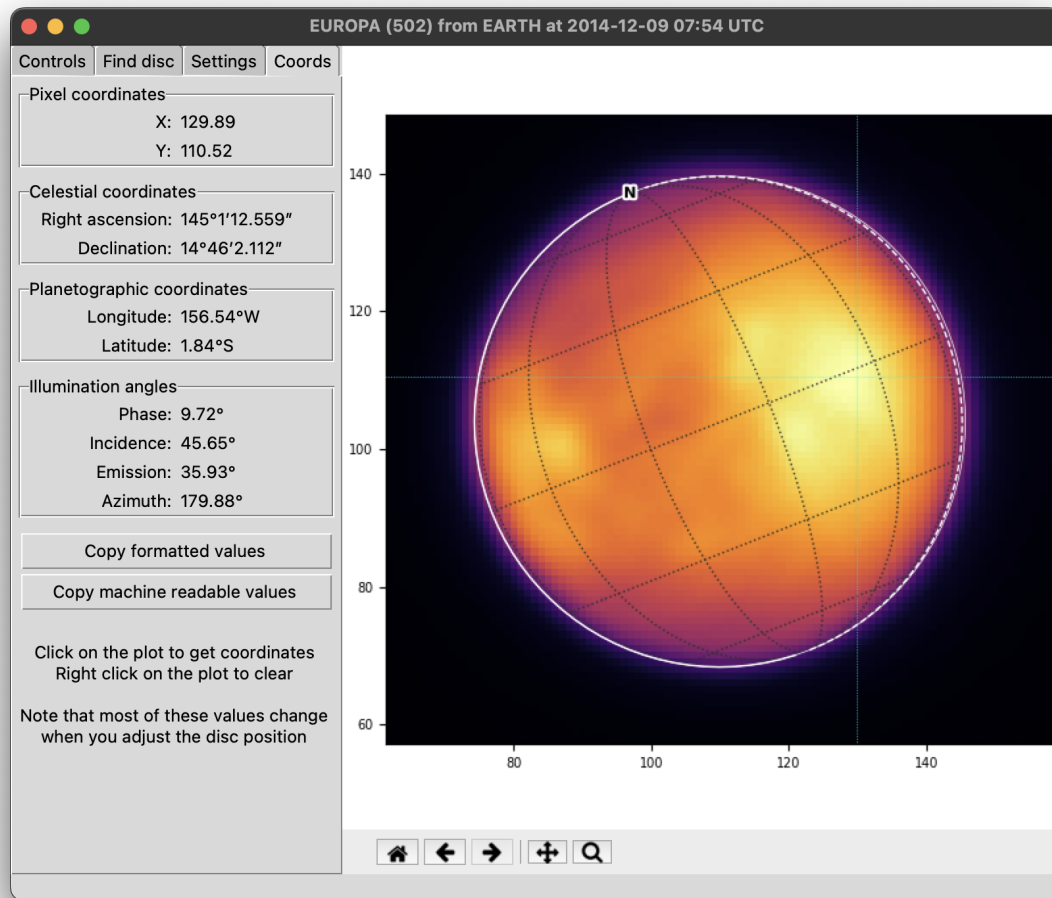 EUROPA (502) from EARTH at 2014-12-09 07:54 UTC
Controls Find disc Settings Coords
Pixel coordinates
X: 129.89
Y: 110.52
Celestial coordinates
Right ascension: 145°1′12.559″
Declination: 14°46′2.112″
Planetographic coordinates
Longitude: 156.54°W
Latitude: 1.84°S
Illumination angles
Phase: 9.72°
Incidence: 45.65°
Emission: 35.93°
Azimuth: 179.88°
Copy formatted values
Copy machine readable values
Click on the plot to get coordinates
Right click on the plot to clear
Note that most of these values change
when you adjust the disc position
140
N
120
100
80
60
80 100 120 140